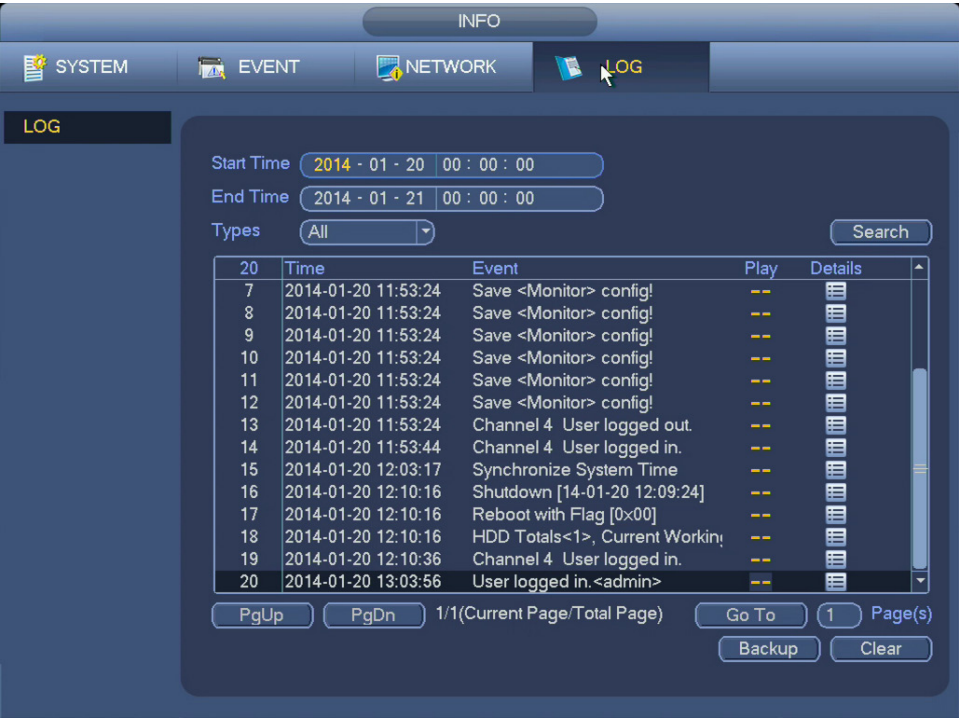 INFO
SYSTEM EVENT NETWORK LOG
LOG
Start Time 2014 - 01 - 20 00 : 00 : 00
End Time 2014 - 01 - 21 00 : 00 : 00
Types All Search
20 Time Event Play Details
7 2014-01-20 11:53:24 Save <Monitor> config! --
8 2014-01-20 11:53:24 Save <Monitor> config! --
9 2014-01-20 11:53:24 Save <Monitor> config! --
10 2014-01-20 11:53:24 Save <Monitor> config! --
11 2014-01-20 11:53:24 Save <Monitor> config! --
12 2014-01-20 11:53:24 Save <Monitor> config! --
13 2014-01-20 11:53:24 Channel 4 User logged out. --
14 2014-01-20 11:53:44 Channel 4 User logged in. --
15 2014-01-20 12:03:17 Synchronize System Time --
16 2014-01-20 12:10:16 Shutdown [14-01-20 12:09:24] --
17 2014-01-20 12:10:16 Reboot with Flag [0x00] --
18 2014-01-20 12:10:16 HDD Totals<1>, Current Working --
19 2014-01-20 12:10:36 Channel 4 User logged in. --
20 2014-01-20 13:03:56 User logged in.<admin> --
PgUp PgDn 1/1(Current Page/Total Page) Go To 1 Page(s)
Backup Clear